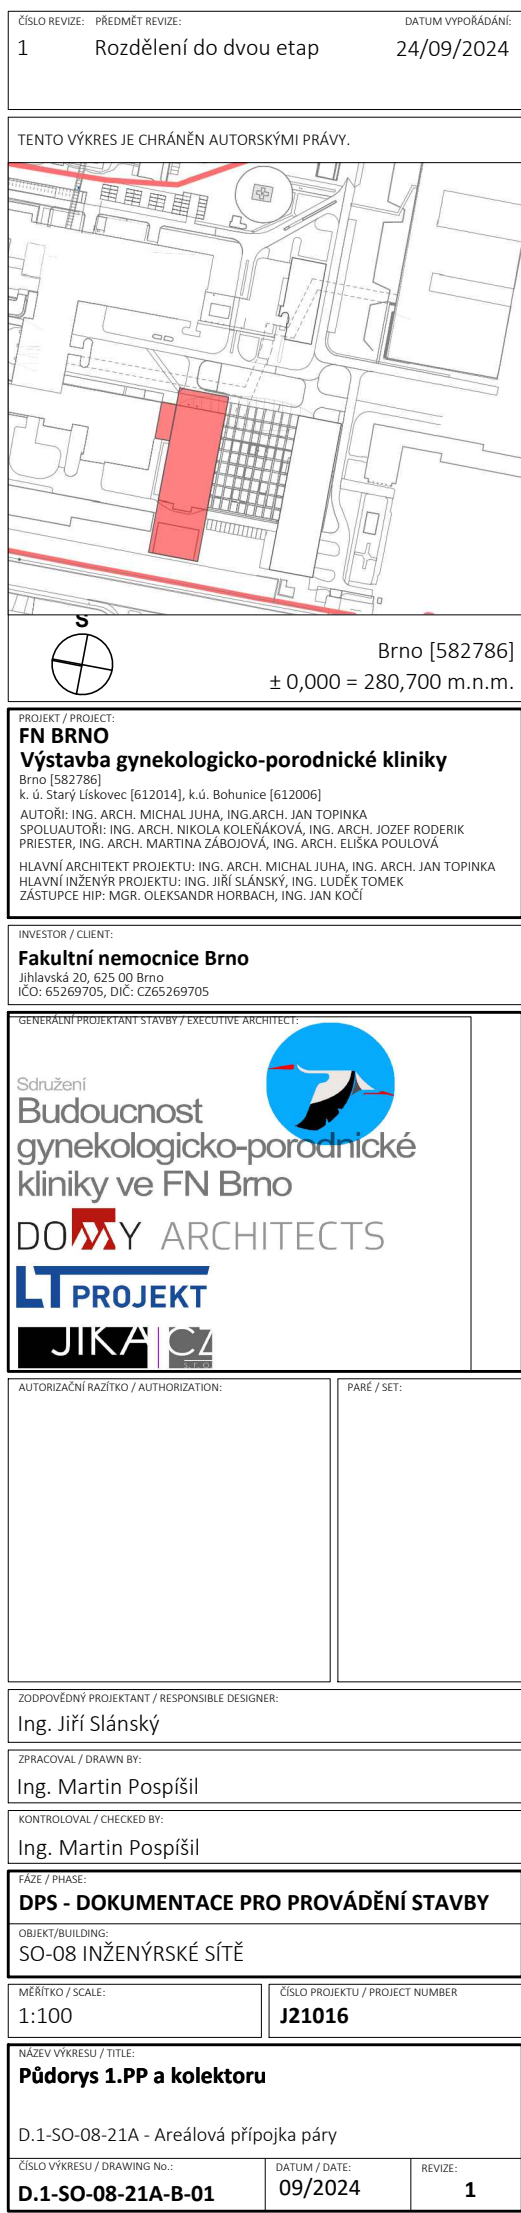 ČÍSLO REVIZE: PŘEDMĚT REVIZE: DATUM VYPOŘÁDÁNÍ:
1 Rozdělení do dvou etap 24/09/2024
TENTO VÝKRES JE CHRÁNĚN AUTORSKÝMI PRÁVY.
S
Brno [582786]
± 0,000 = 280,700 m.n.m.
PROJEKT / PROJECT:
FN BRNO
Výstavba gynekologicko-porodnické kliniky
Brno [582786]
k. ú. Starý Lískovec [612014], k.ú. Bohunice [612006]
AUTOŘI: ING. ARCH. MICHAL JUHA, ING.ARCH. JAN TOPINKA
SPOLUAUTOŘI: ING. ARCH. NIKOLA KOLEŇÁKOVÁ, ING. ARCH. JOZEF RODERIK
PRIESTER, ING. ARCH. MARTINA ZÁBOJOVÁ, ING. ARCH. ELIŠKA POULOVÁ
HLAVNÍ ARCHITEKT PROJEKTU: ING. ARCH. MICHAL JUHA, ING. ARCH. JAN TOPINKA
HLAVNÍ INŽENÝR PROJEKTU: ING. JIŘÍ SLÁNSKÝ, ING. LUDĚK TOMEK
ZÁSTUPCE HIP: MGR. OLEKSANDR HORBACH, ING. JAN KOČÍ
INVESTOR / CLIENT:
Fakultní nemocnice Brno
Jihlavská 20, 625 00 Brno
IČO: 65269705, DIČ: CZ65269705
GENERÁLNÍ PROJEKTANT STAVBY / EXECUTIVE ARCHITECT:
Sdružení
Budoucnost
gynekologicko-porodnické
kliniky ve FN Brno
DOMY ARCHITECTS
LT PROJEKT
JIKA CZ
s.r.o.
AUTORIZAČNÍ RAZÍTKO / AUTHORIZATION: PARÉ / SET:
ZODPOVĚDNÝ PROJEKTANT / RESPONSIBLE DESIGNER:
Ing. Jiří Slánský
ZPRACOVAL / DRAWN BY:
Ing. Martin Pospíšil
KONTROLOVAL / CHECKED BY:
Ing. Martin Pospíšil
FÁZE / PHASE:
DPS - DOKUMENTACE PRO PROVÁDĚNÍ STAVBY
OBJEKT/BUILDING:
SO-08 INŽENÝRSKÉ SÍTĚ
MĚŘÍTKO / SCALE: ČÍSLO PROJEKTU / PROJECT NUMBER
1:100 J21016
NÁZEV VÝKRESU / TITLE:
Půdorys 1.PP a kolektoru
D.1-SO-08-21A - Areálová přípojka páry
ČÍSLO VÝKRESU / DRAWING No.: DATUM / DATE: REVIZE:
D.1-SO-08-21A-B-01 09/2024 1